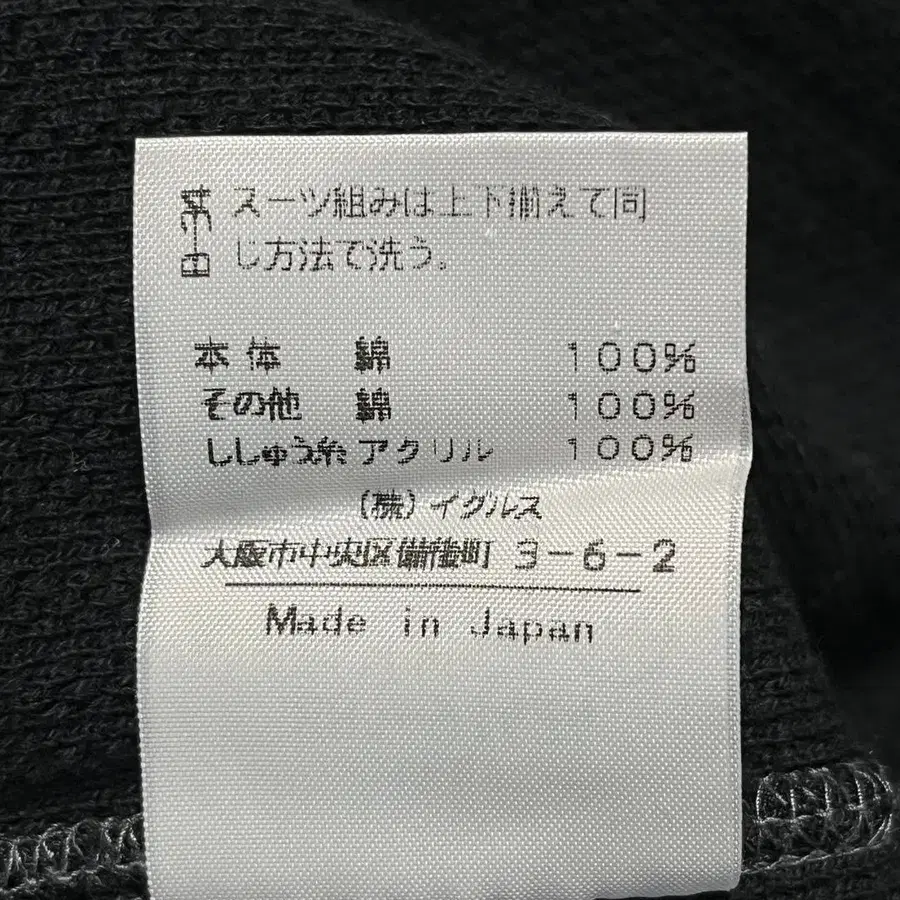 スーツ組みは上下揃えて同
じ方法で洗う。
本体 綿 100%
その他 綿 100%
ししゅう糸 アクリル 100%
(株)イグルス
大阪市中央区備後町 3-6-2
Made in Japan